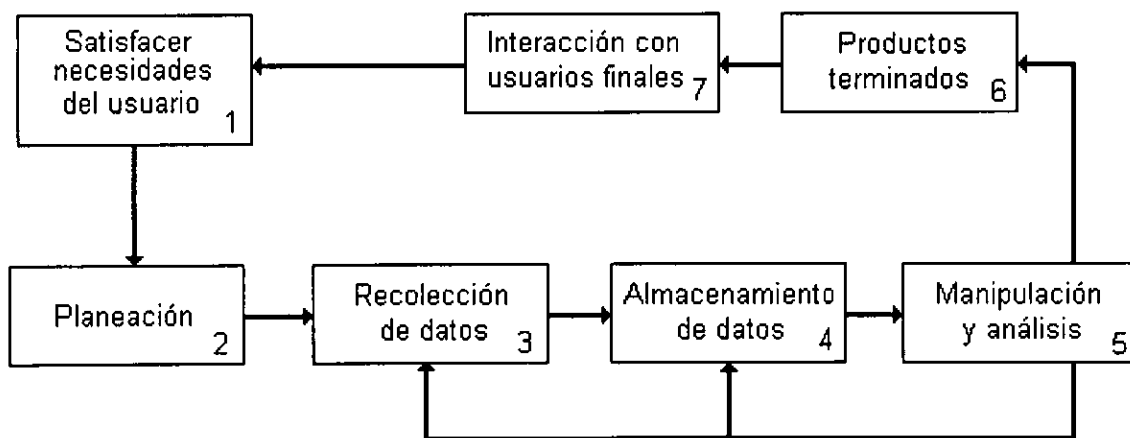 Satisfacer
necesidades
del usuario
1
Interacción con
usuarios finales
7
Productos
terminados
6
Planeación
2
Recolección
de datos
3
Almacenamiento
de datos
4
Manipulación
y análisis
5